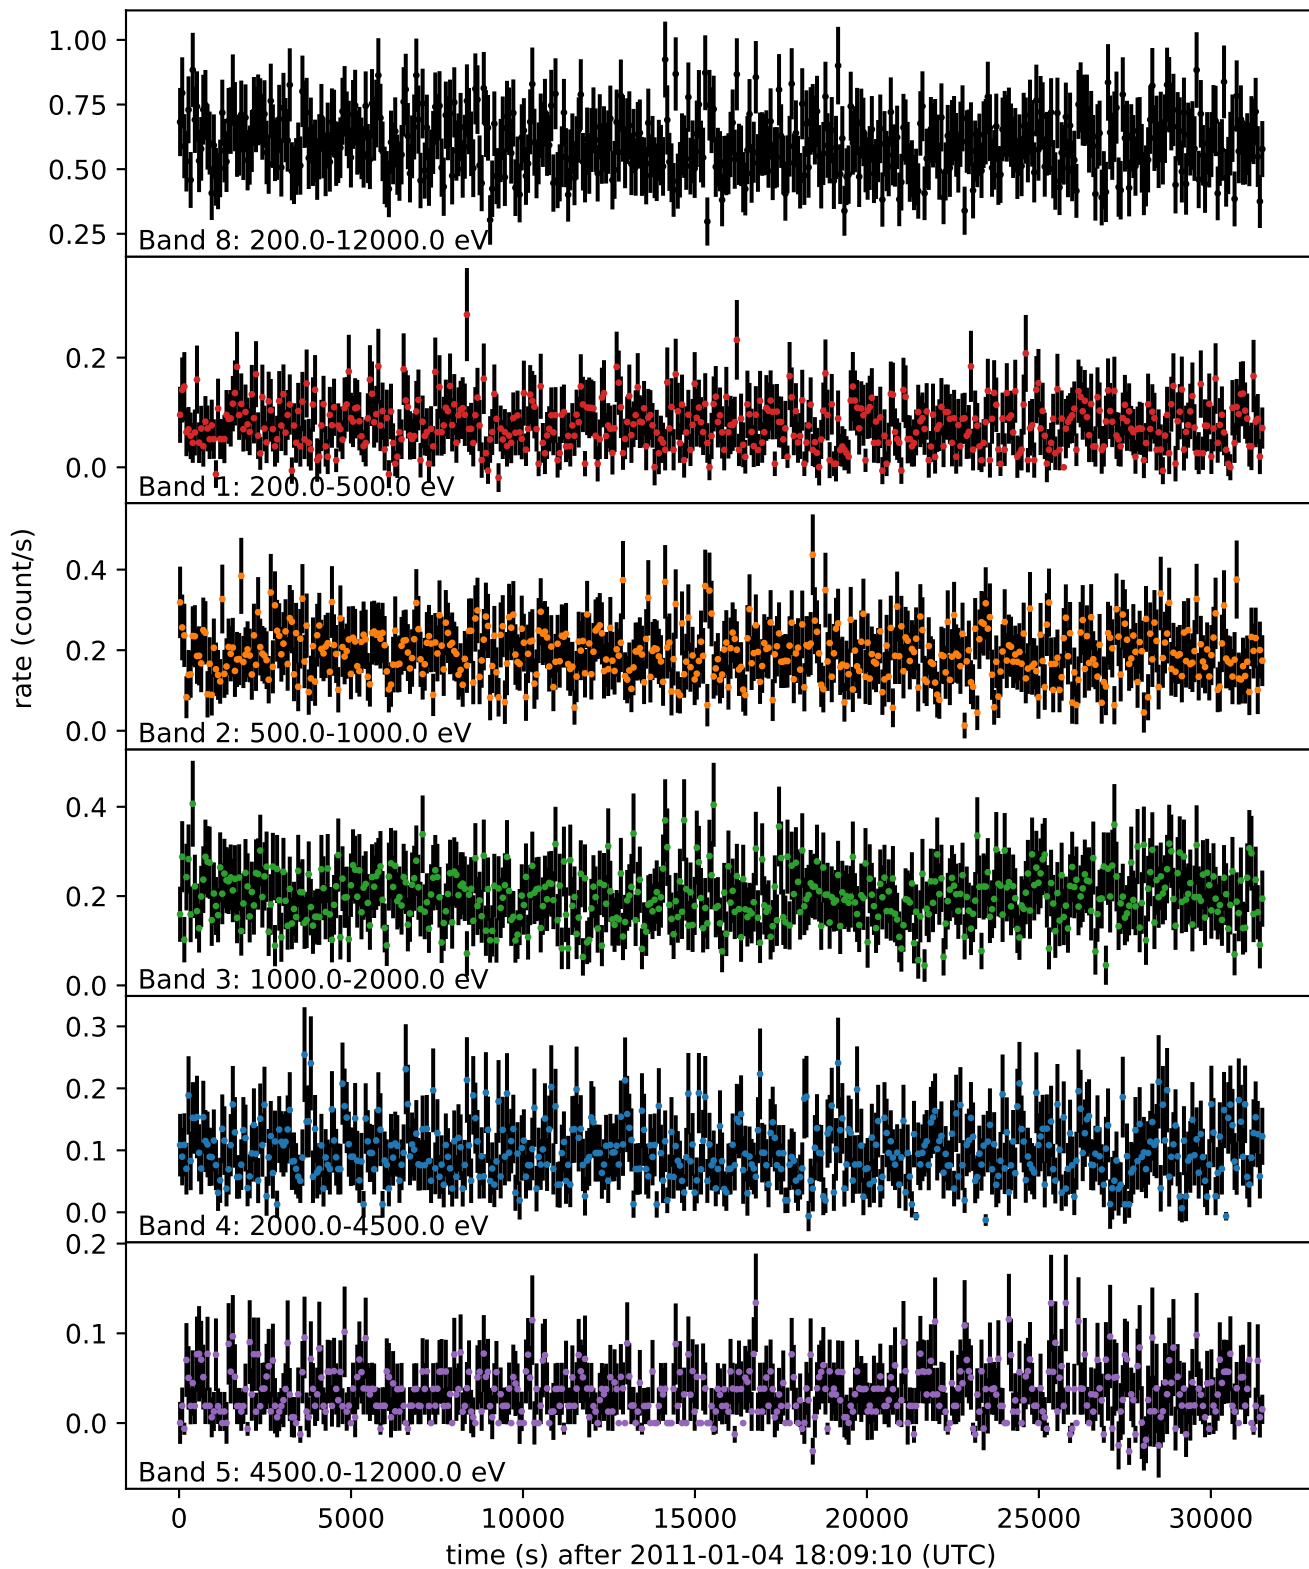 1.00
0.75
0.50
0.25
Band 8: 200.0-12000.0 eV
0.2
0.0
Band 1: 200.0-500.0 eV
0.4
0.2
0.0
Band 2: 500.0-1000.0 eV
rate (count/s)
0.4
0.2
0.0
Band 3: 1000.0-2000.0 eV
0.3
0.2
0.1
0.0
Band 4: 2000.0-4500.0 eV
0.2
0.1
0.0
Band 5: 4500.0-12000.0 eV
0 5000 10000 15000 20000 25000 30000
time (s) after 2011-01-04 18:09:10 (UTC)